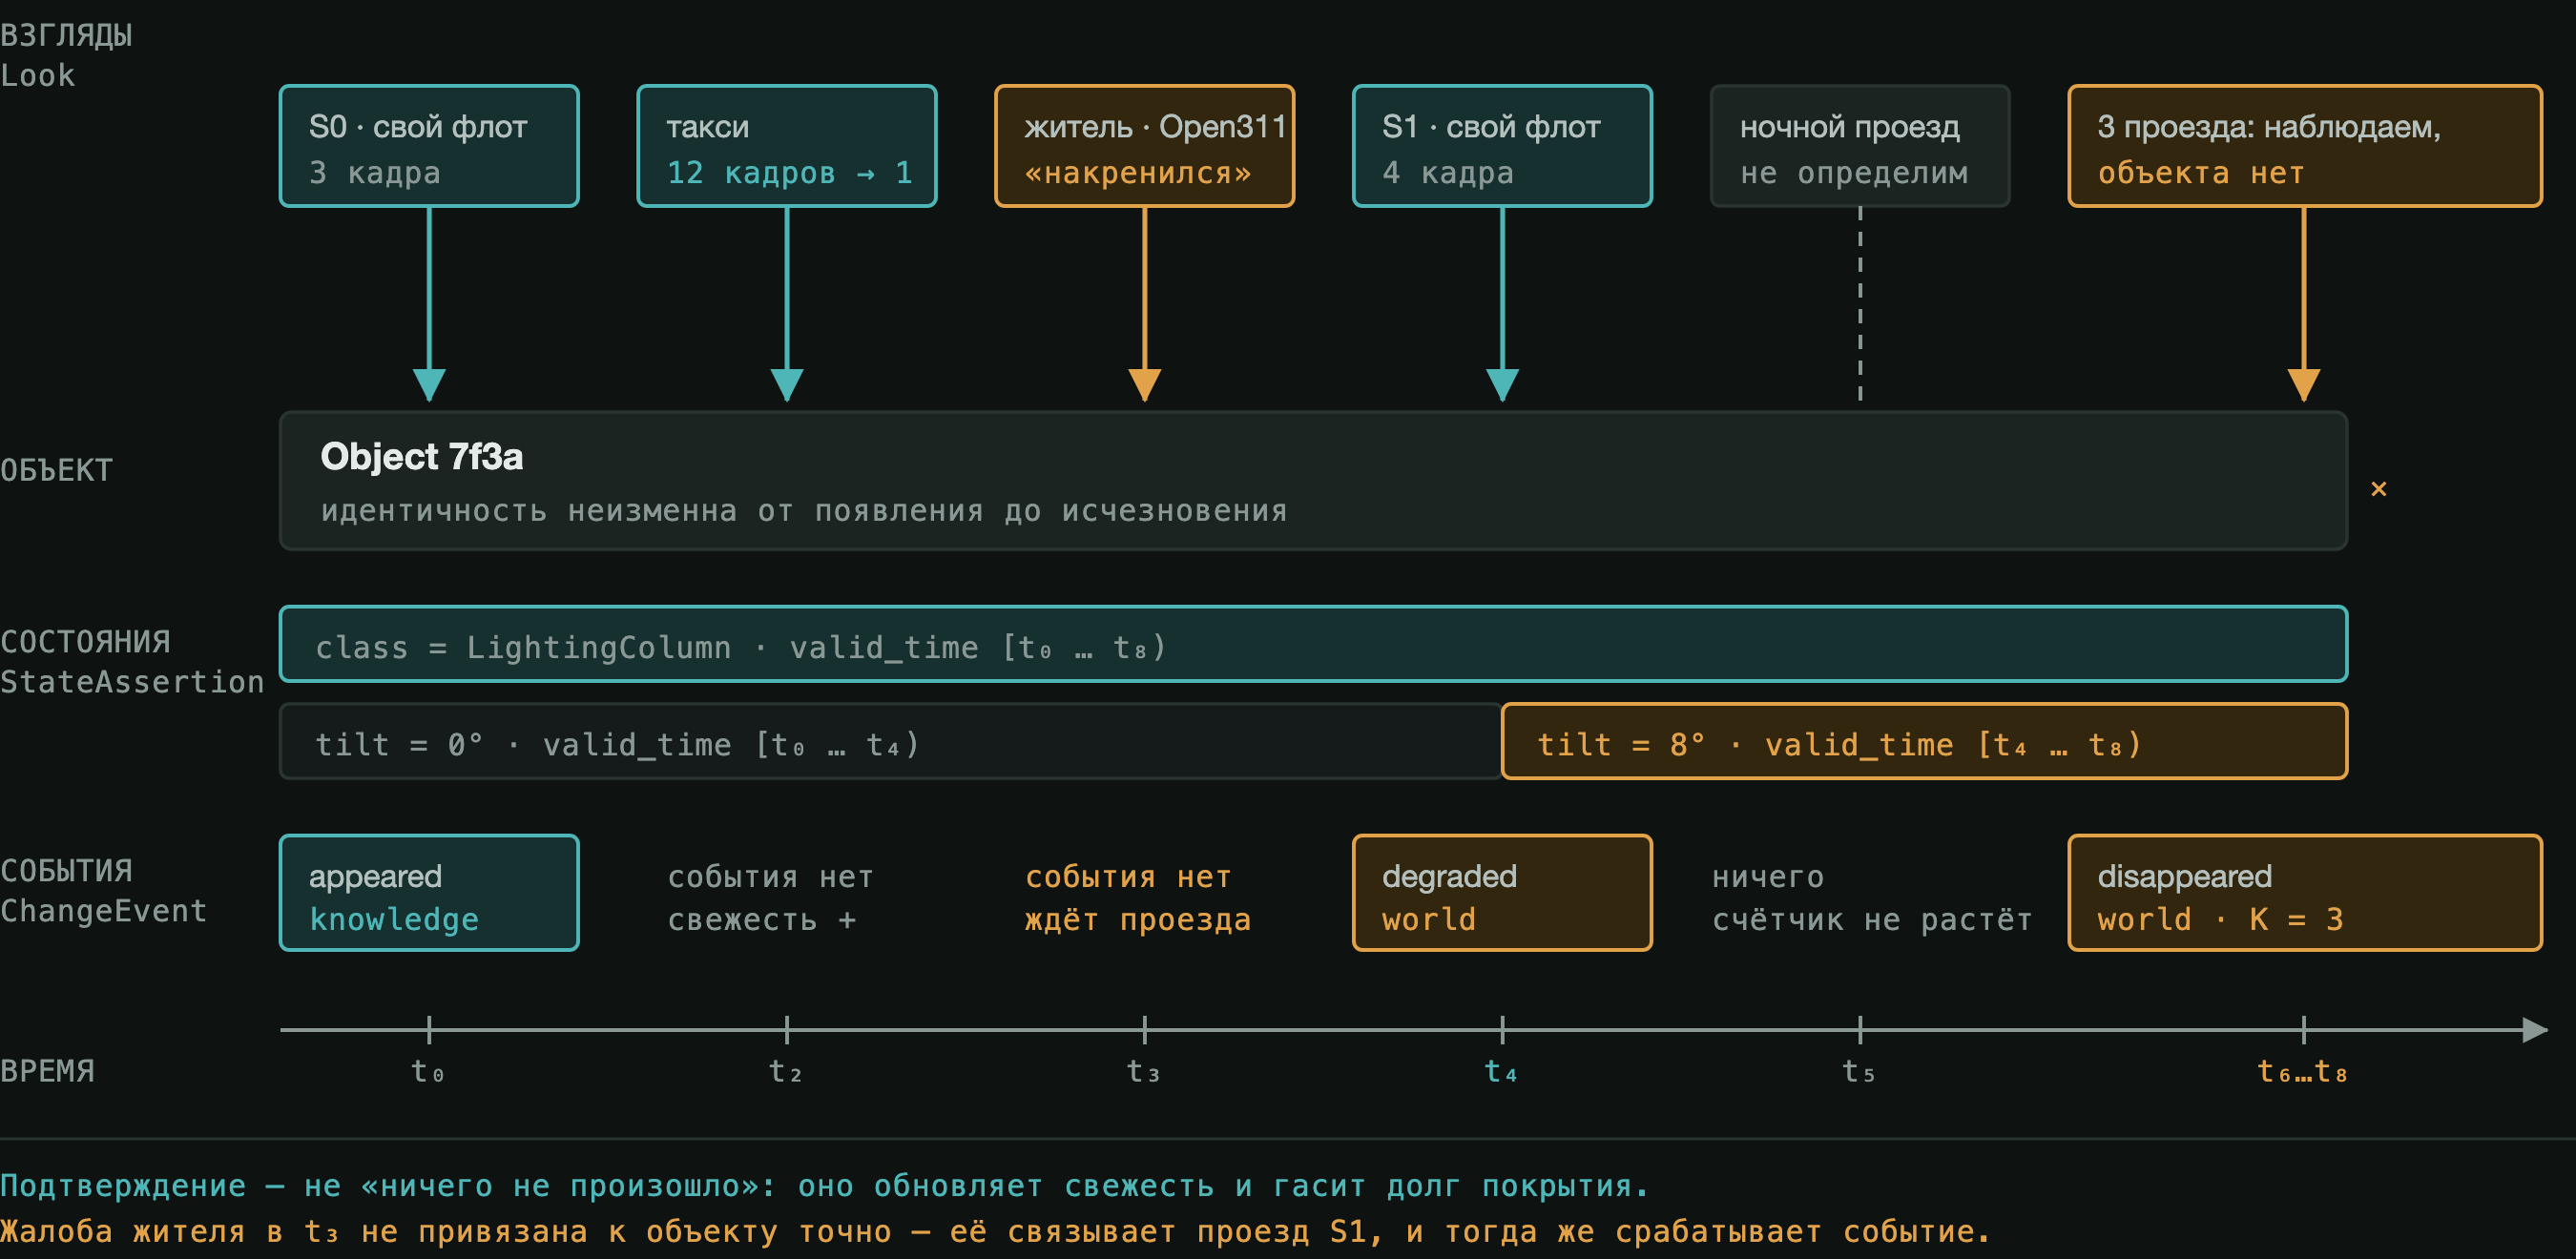 ВЗГЛЯДЫ
Look
S0 · свой флот
3 кадра
такси
12 кадров → 1
житель · Open311
«накренился»
S1 · свой флот
4 кадра
ночной проезд
не определим
3 проезда: наблюдаем,
объекта нет
ОБЪЕКТ
Object 7f3a
идентичность неизменна от появления до исчезновения
×
СОСТОЯНИЯ
StateAssertion
class = LightingColumn · valid_time [t₀ … t₈)
tilt = 0° · valid_time [t₀ … t₄)
tilt = 8° · valid_time [t₄ … t₈)
СОБЫТИЯ
ChangeEvent
appeared
knowledge
события нет
свежесть +
события нет
ждёт проезда
degraded
world
ничего
счётчик не растёт
disappeared
world · K = 3
ВРЕМЯ
t₀
t₂
t₃
t₄
t₅
t₆…t₈
Подтверждение — не «ничего не произошло»: оно обновляет свежесть и гасит долг покрытия.
Жалоба жителя в t₃ не привязана к объекту точно — её связывает проезд S1, и тогда же срабатывает событие.